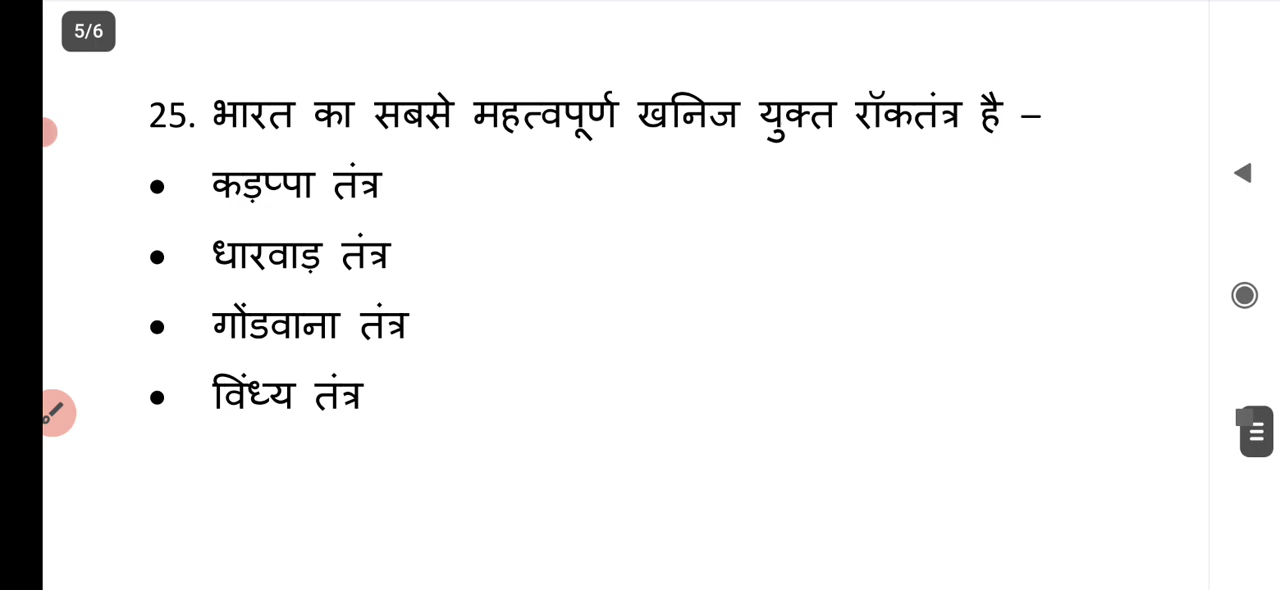 5/6
25. भारत का सबसे महत्वपूर्ण खनिज युक्त रॉकतंत्र है –
• कड़प्पा तंत्र
• धारवाड़ तंत्र
• गोंडवाना तंत्र
• विंध्य तंत्र